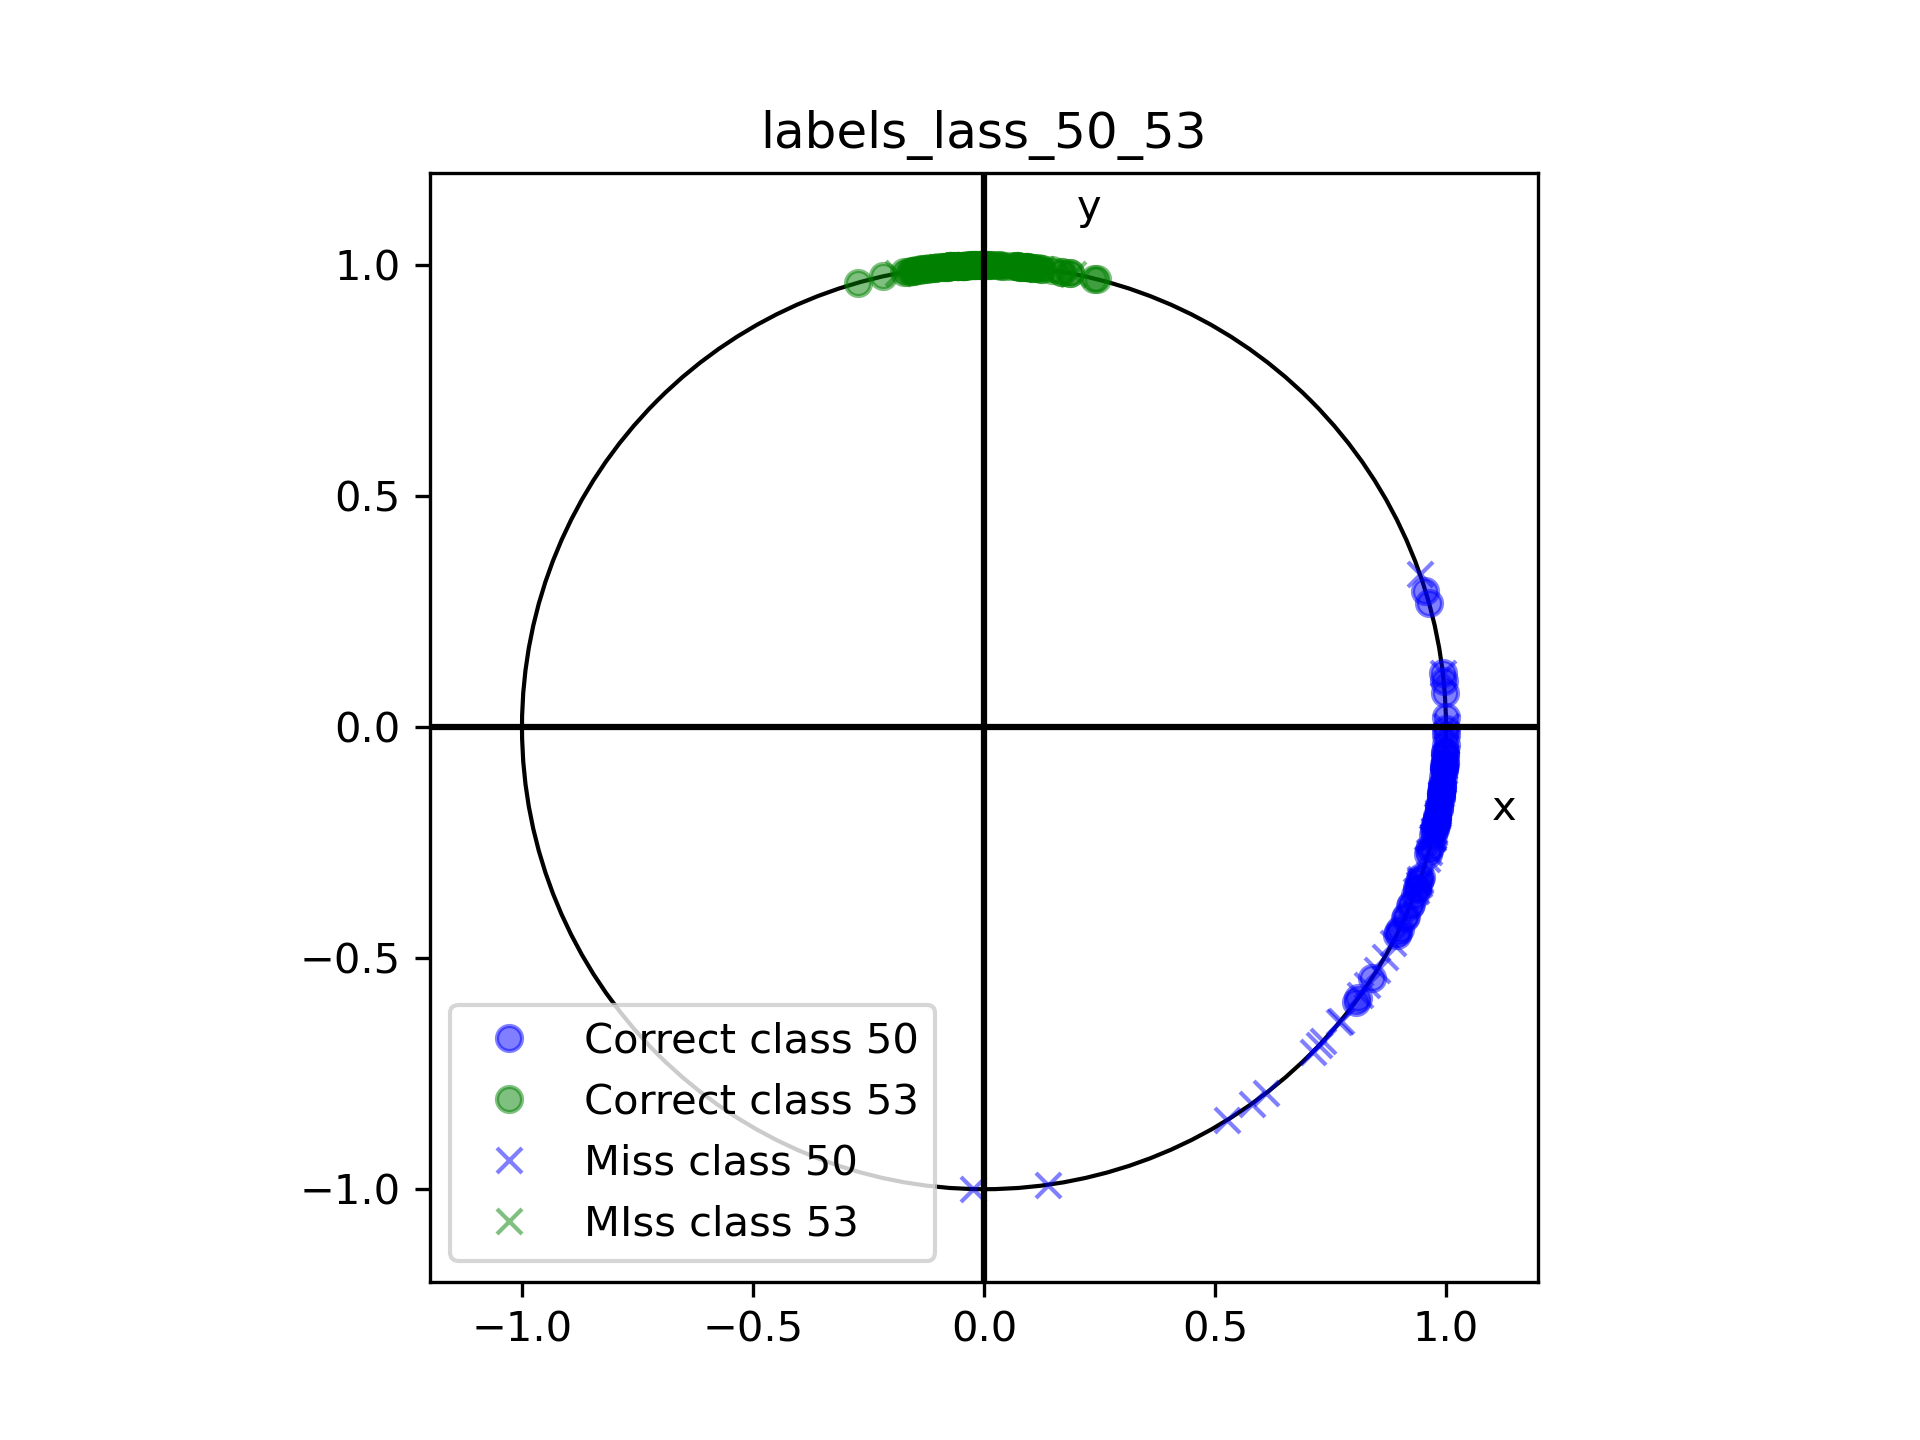 labels_lass_50_53
y
1.0
0.5
0.0
−0.5
−1.0
x
Correct class 50
Correct class 53
Miss class 50
MIss class 53
−1.0 −0.5 0.0 0.5 1.0